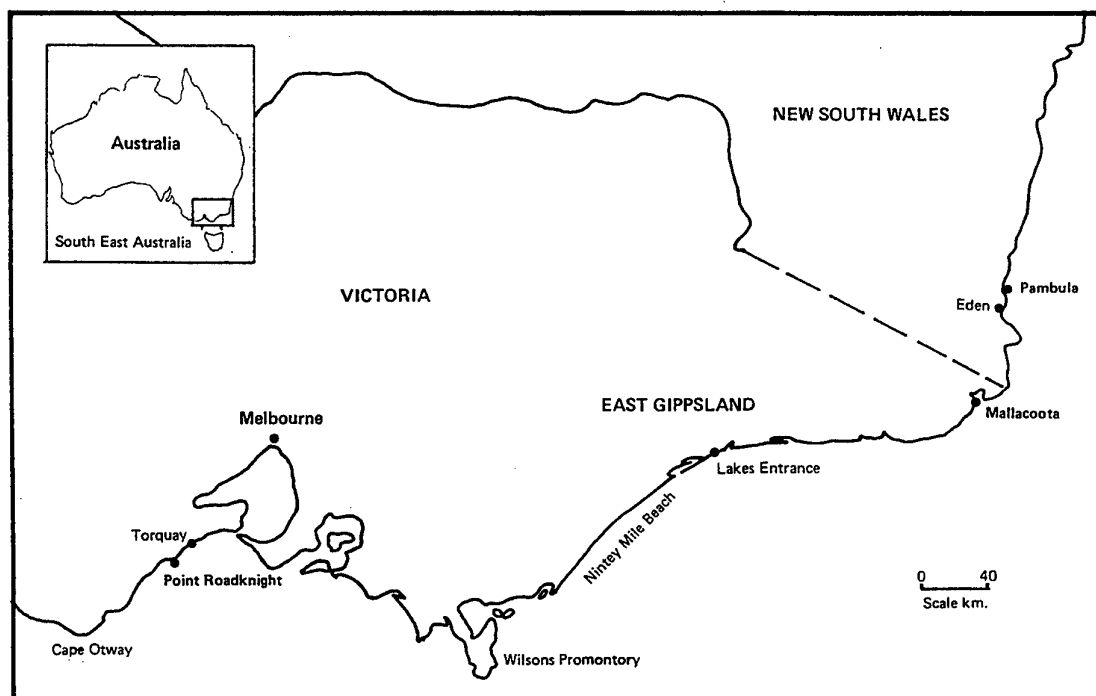 NEW SOUTH WALES
Australia
South East Australia
VICTORIA
Pambula
Eden
EAST GIPPSLAND
Mallacoota
Melbourne
Lakes Entrance
Nintey Mile Beach
Torquay
Point Roadknight
0 40
Scale km.
Cape Otway
Wilsons Promontory